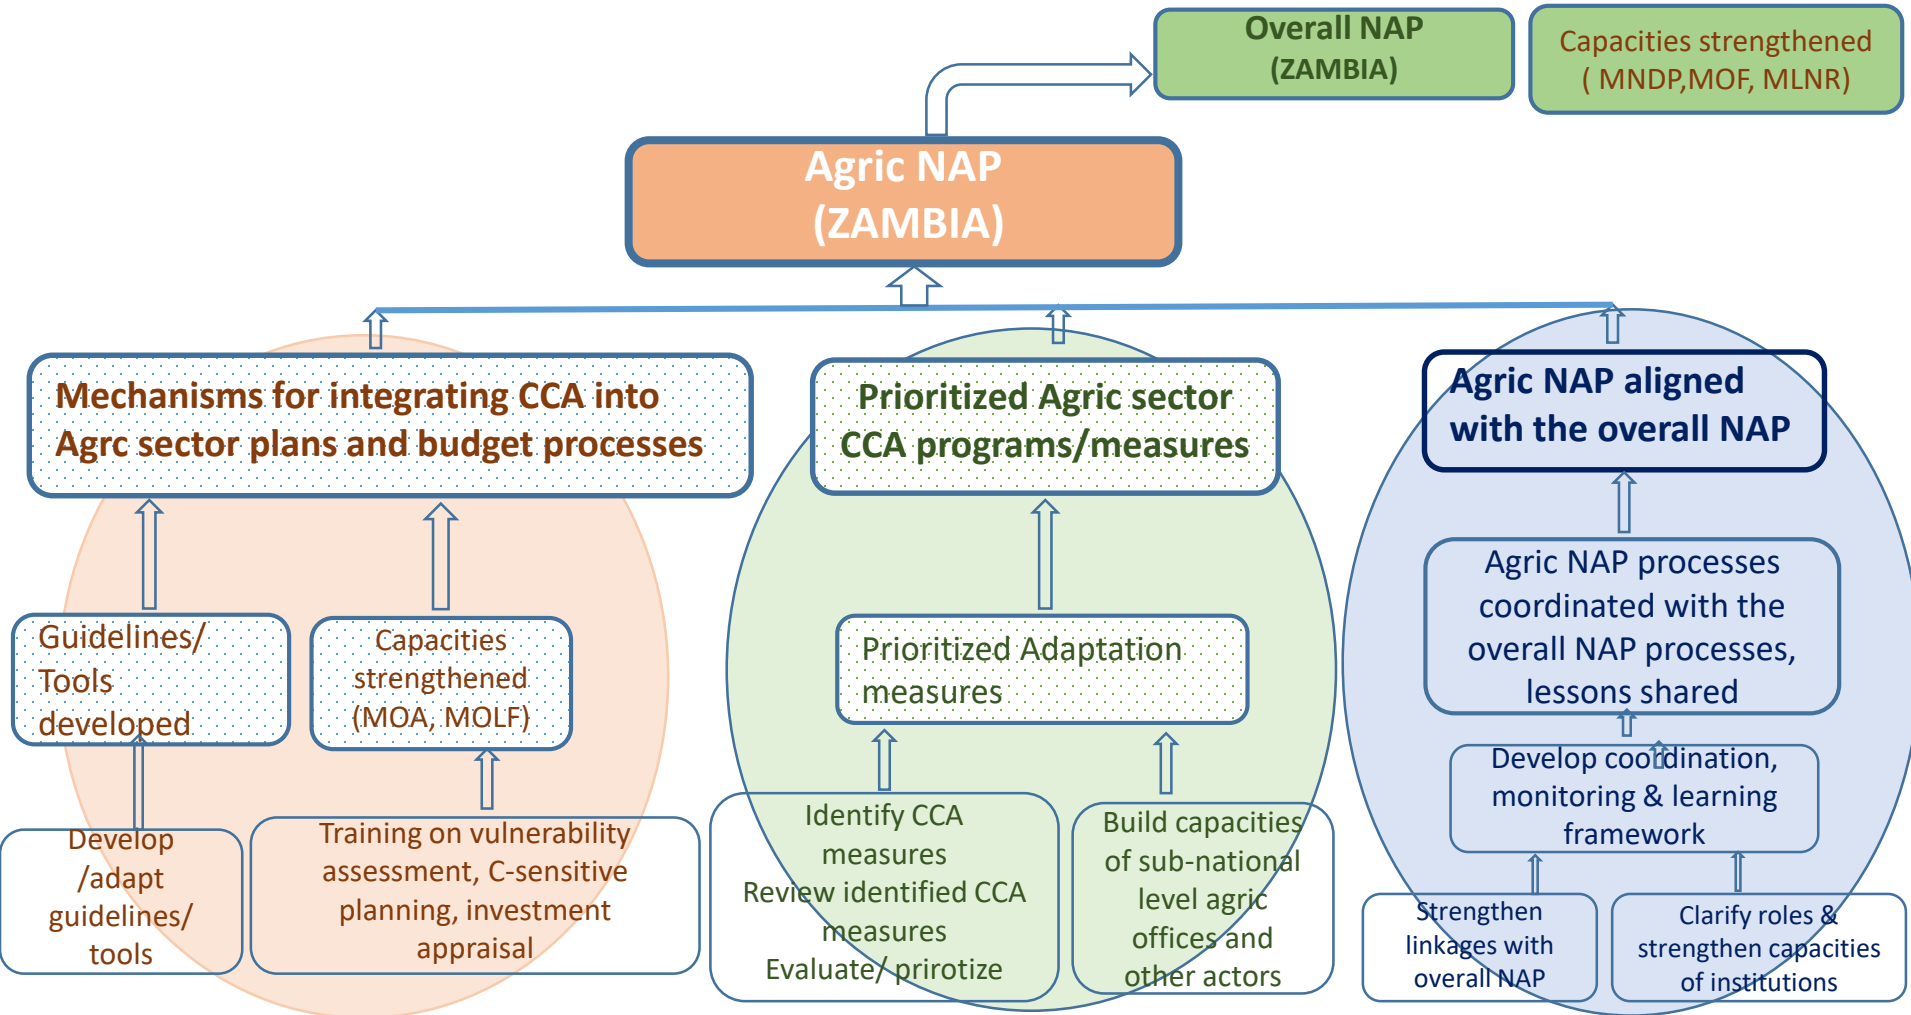 Overall NAP
(ZAMBIA)
Capacities strengthened
( MNDP,MOF, MLNR)
Agric NAP
(ZAMBIA)
Mechanisms for integrating CCA into
Agrc sector plans and budget processes
Prioritized Agric sector
CCA programs/measures
Agric NAP aligned
with the overall NAP
Guidelines/
Tools
developed
Capacities
strengthened
(MOA, MOLF)
Prioritized Adaptation
measures
Agric NAP processes
coordinated with the
overall NAP processes,
lessons shared
Develop
/adapt
guidelines/
tools
Training on vulnerability
assessment, C-sensitive
planning, investment
appraisal
Identify CCA
measures
Review identified CCA
measures
Evaluate/ prirotize
Build capacities
of sub-national
level agric
offices and
other actors
Develop coordination,
monitoring & learning
framework
Strengthen
linkages with
overall NAP
Clarify roles &
strengthen capacities
of institutions